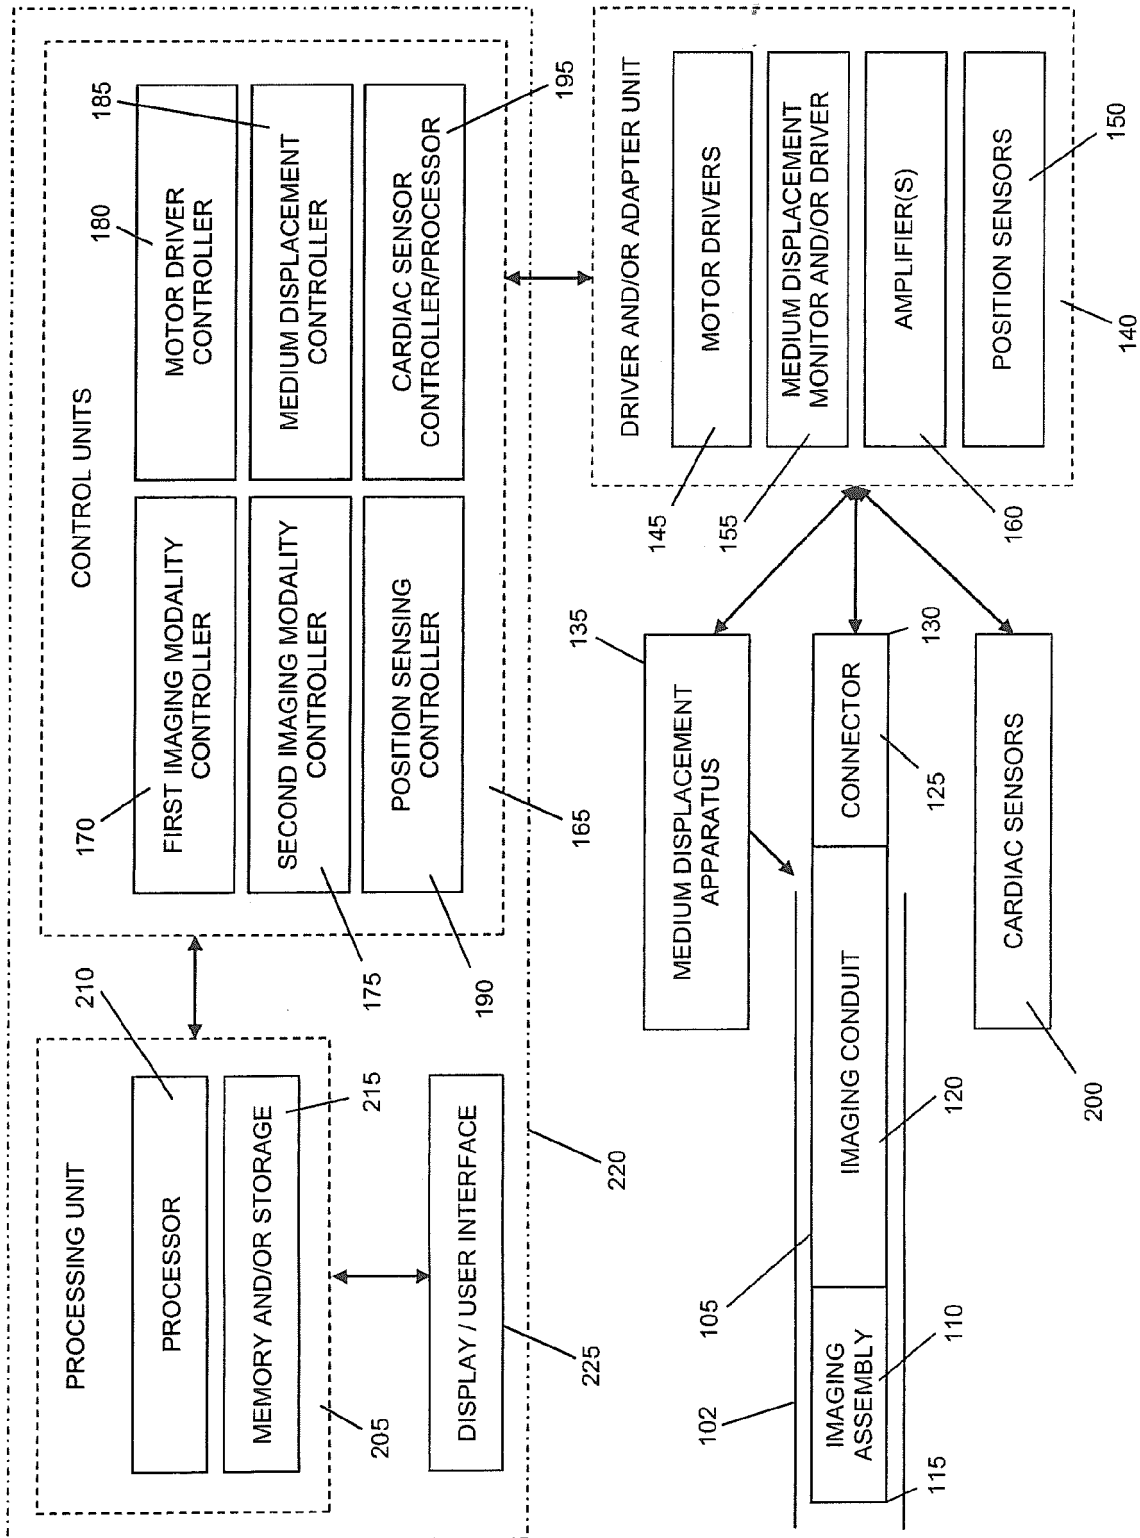 PROCESSING UNIT
PROCESSOR
210
MEMORY AND/OR STORAGE
215
205
DISPLAY / USER INTERFACE
225
220
CONTROL UNITS
170
FIRST IMAGING MODALITY
CONTROLLER
180
MOTOR DRIVER
CONTROLLER
185
SECOND IMAGING MODALITY
CONTROLLER
175
MEDIUM DISPLACEMENT
CONTROLLER
POSITION SENSING
CONTROLLER
190
165
CARDIAC SENSOR
CONTROLLER/PROCESSOR
195
DRIVER AND/OR ADAPTER UNIT
MOTOR DRIVERS
145
MEDIUM DISPLACEMENT
MONITOR AND/OR DRIVER
155
AMPLIFIER(S)
160
POSITION SENSORS
150
140
135
MEDIUM DISPLACEMENT
APPARATUS
102
105
IMAGING
ASSEMBLY
IMAGING CONDUIT
CONNECTOR
115
110
120
125
130
CARDIAC SENSORS
200